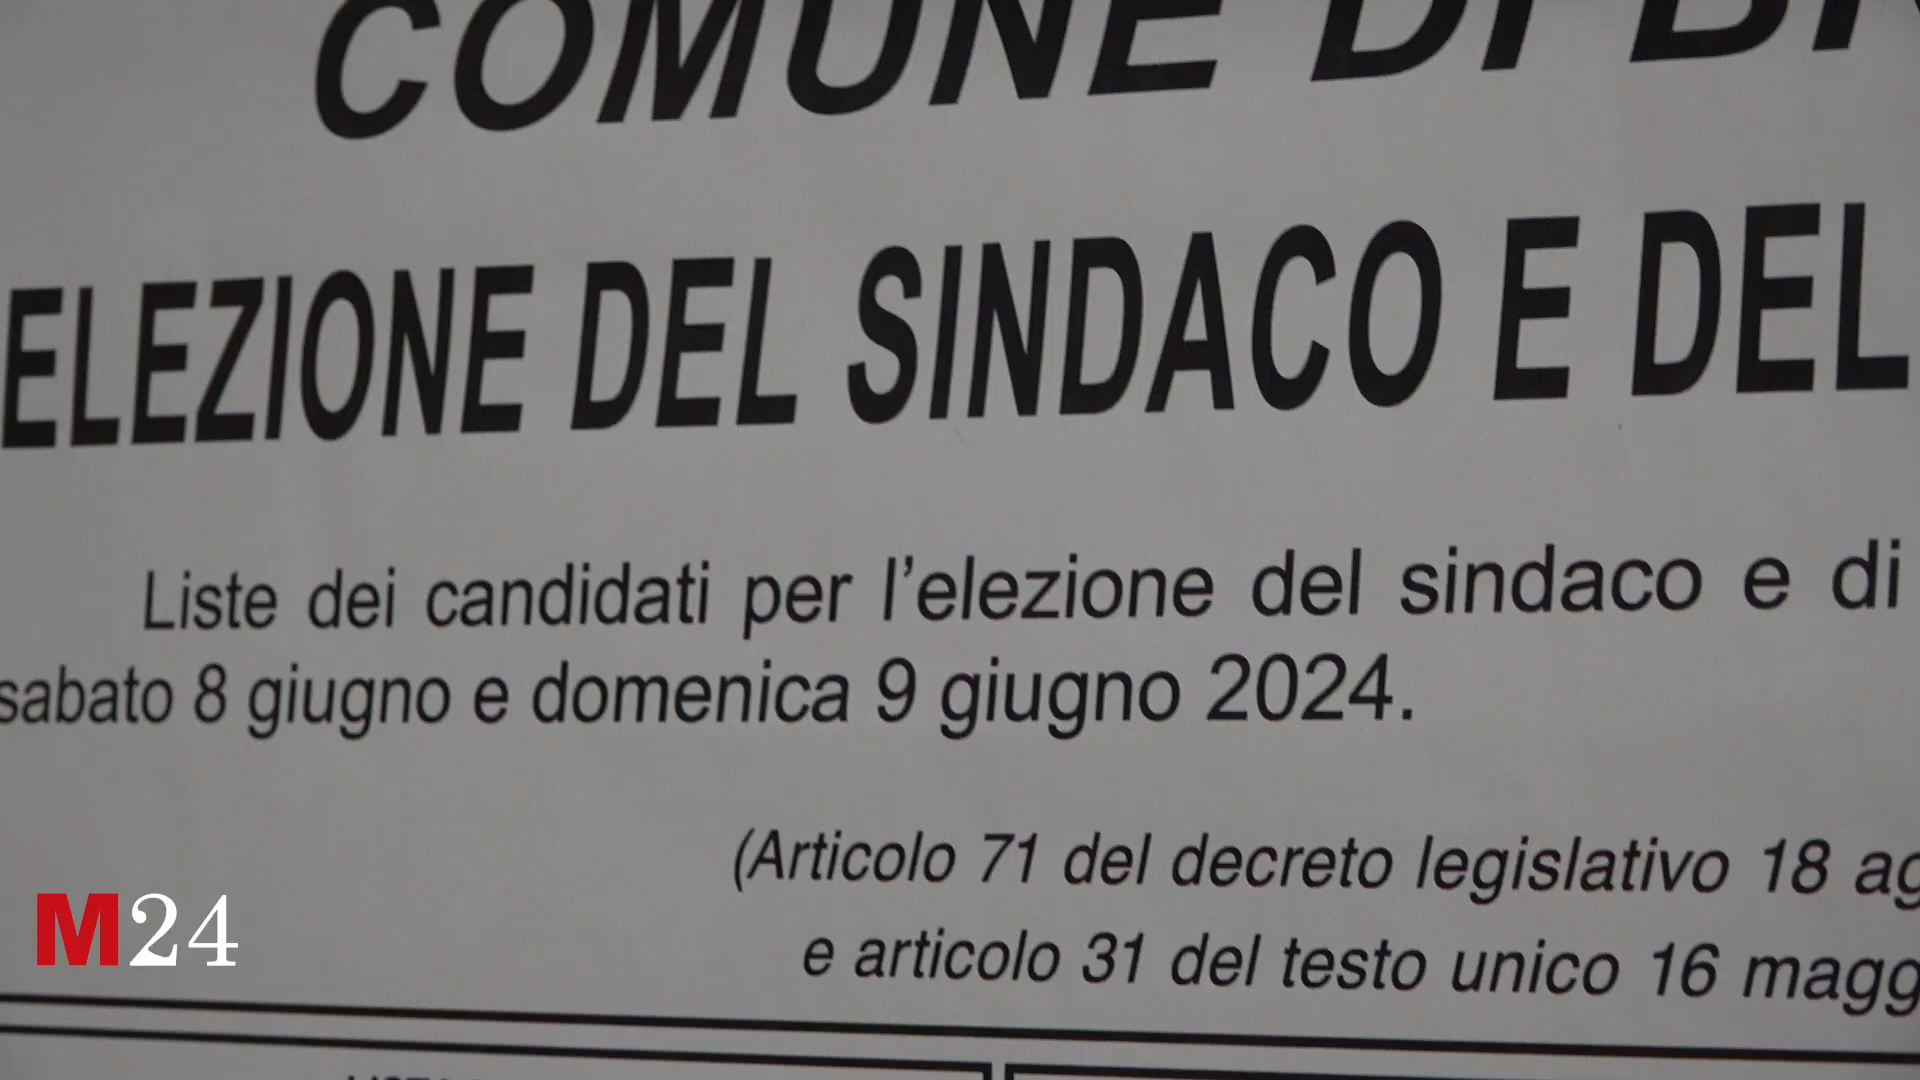 COMUNE DI
ELEZIONE DEL SINDACO E DEL
Liste dei candidati per l'elezione del sindaco e di
sabato 8 giugno e domenica 9 giugno 2024.
(Articolo 71 del decreto legislativo 18
e articolo 31 del testo unico 16
M24